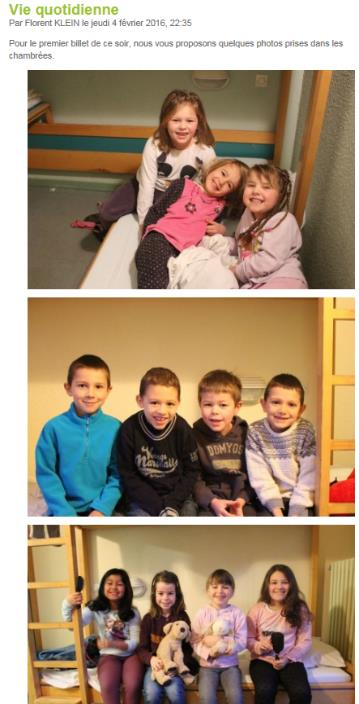 Vie quotidienne
Par Florent KLEIN le jeudi 4 février 2016, 22:35
Pour le premier billet de ce soir, nous vous proposons quelques photos prises dans les
chambrées.
DOMYOS